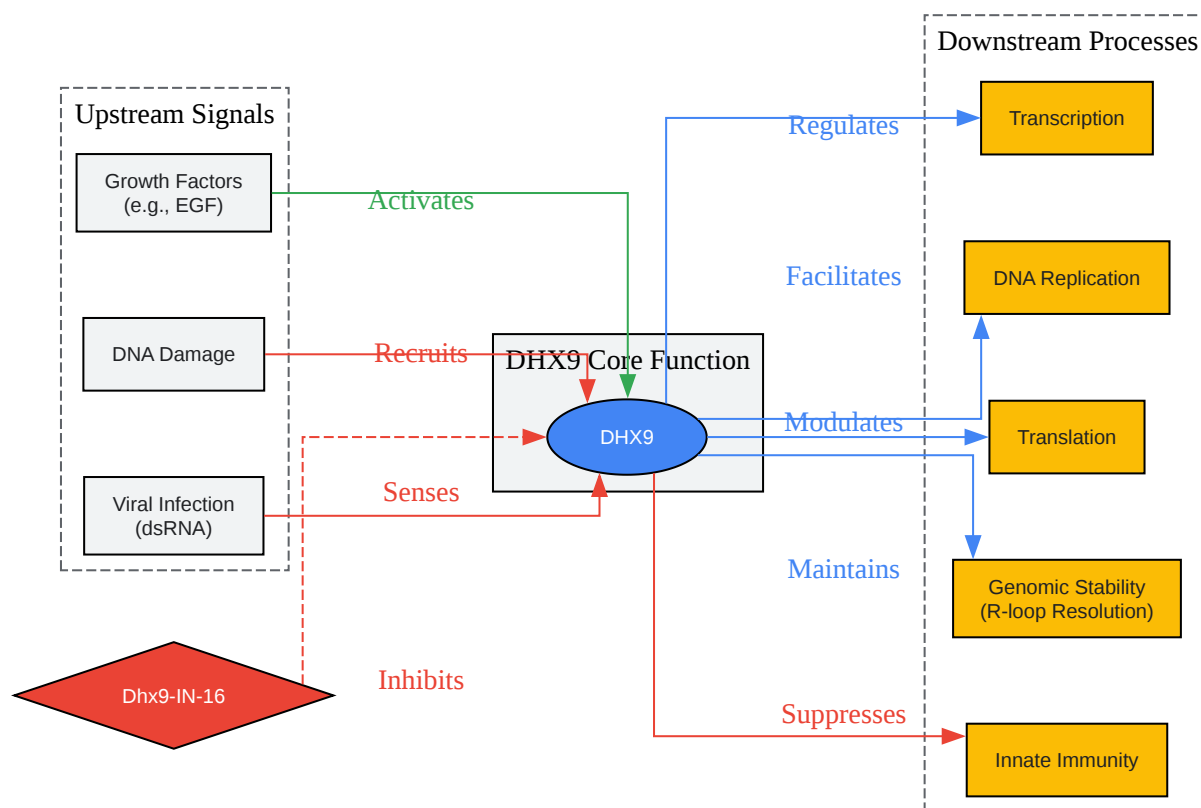 Downstream Processes
Upstream Signals
Transcription
Regulates
Growth Factors
(e.g., EGF)
Activates
DNA Replication
Facilitates
DNA Damage
Recruits
DHX9 Core Function
DHX9
Modulates
Translation
Viral Infection
(dsRNA)
Senses
Maintains
Genomic Stability
(R-loop Resolution)
Dhx9-IN-16
Inhibits
Suppresses
Innate Immunity